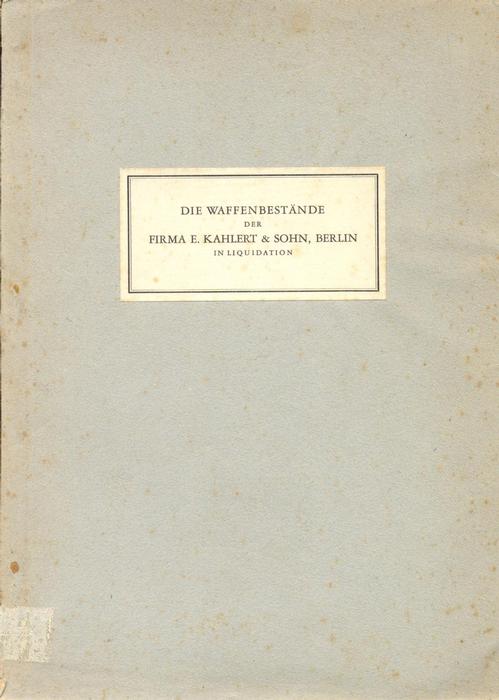 DIE WAFFENBESTÄNDE
DER
FIRMA E. KAHLERT & SOHN, BERLIN
IN LIQUIDATION